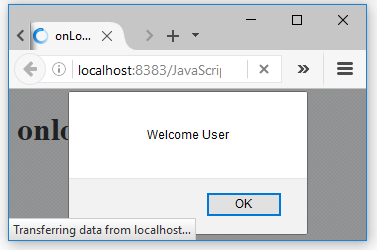 onLo...
localhost:8383/JavaScrip
onlo
Welcome User
OK
Transferring data from localhost...